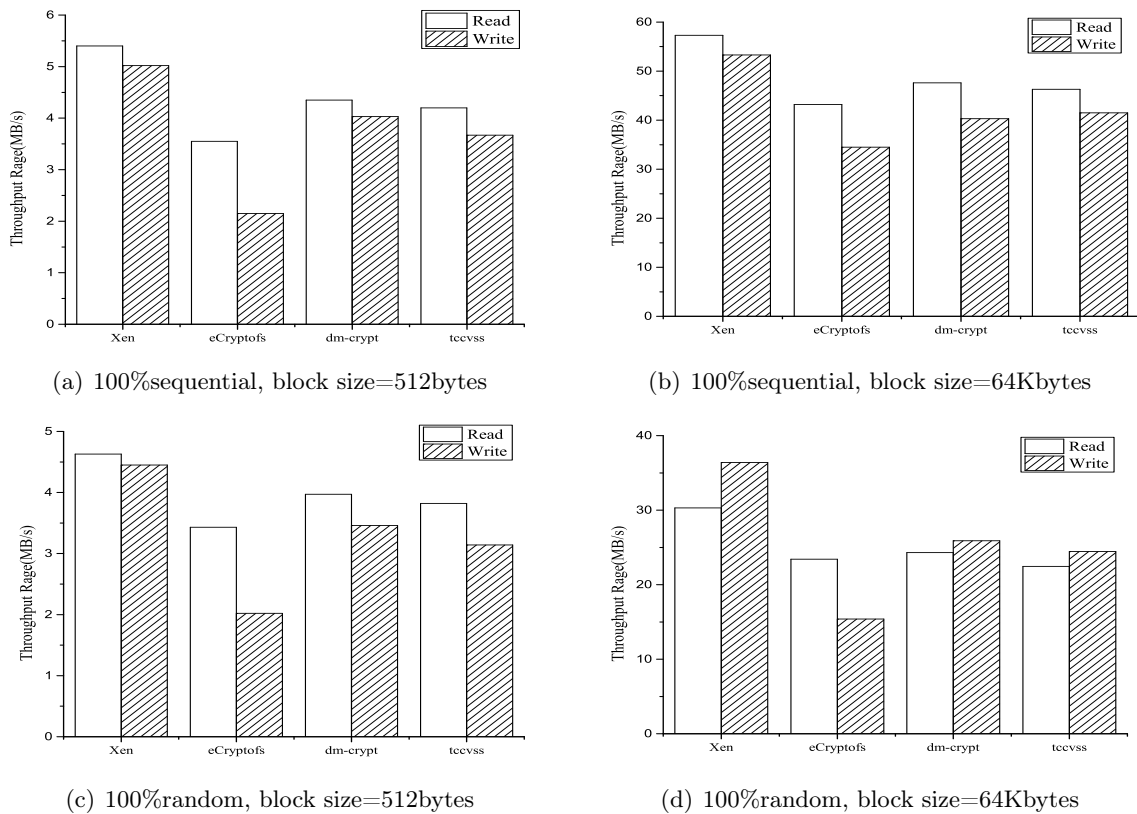 6
5
4
3
2
1
0
Throughput Rage(MB/s)
Read
Write
Xen
eCryptofs
dm-crypt
tccvss
(a) 100%sequential, block size=512bytes
60
50
40
30
20
10
0
Throughput Rage(MB/s)
Read
Write
Xen
eCryptofs
dm-crypt
tccvss
(b) 100%sequential, block size=64Kbytes
5
4
3
2
1
0
Throughput Rage(MB/s)
Read
Write
Xen
eCryptofs
dm-crypt
tccvss
(c) 100%random, block size=512bytes
40
30
20
10
0
Throughput Rage(MB/s)
Read
Write
Xen
eCryptofs
dm-crypt
tccvss
(d) 100%random, block size=64Kbytes